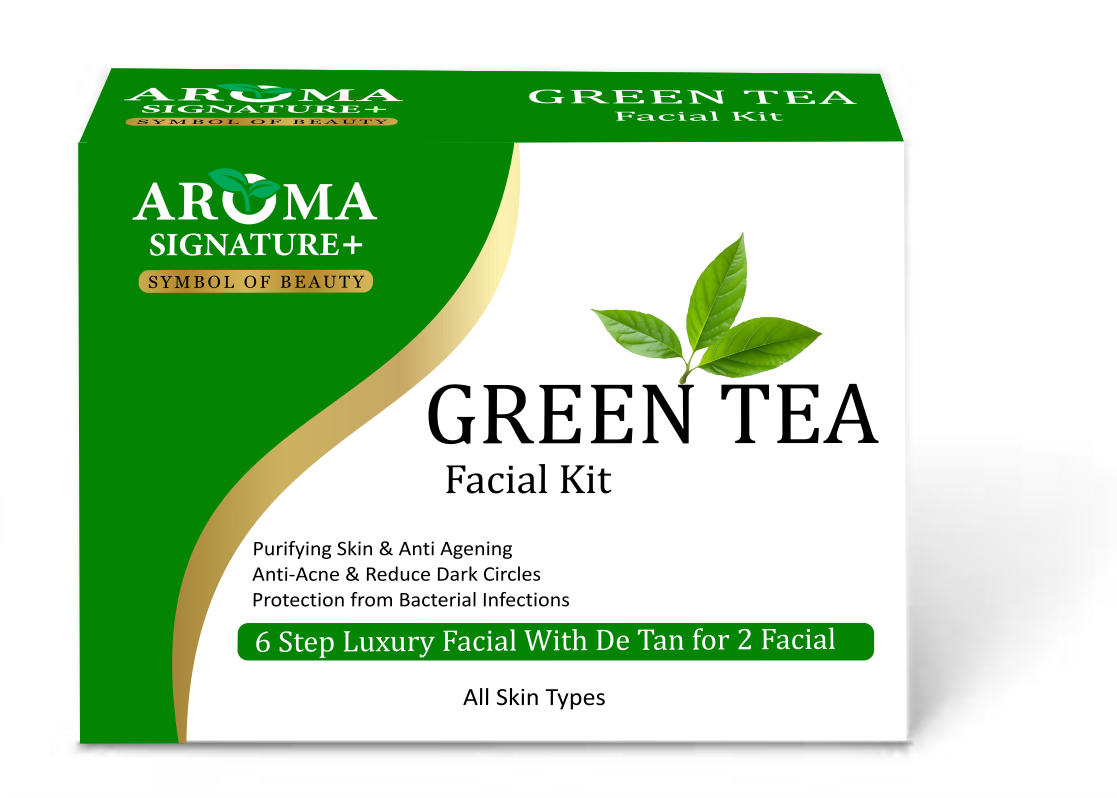 AROMA
SIGNATURE+
SYMBOL OF BEAUTY
GREEN TEA
Facial Kit
AROMA
SIGNATURE+
SYMBOL OF BEAUTY
GREEN TEA
Facial Kit
Purifying Skin & Anti Agening
Anti-Acne & Reduce Dark Circles
Protection from Bacterial Infections
6 Step Luxury Facial With De Tan for 2 Facial
All Skin Types